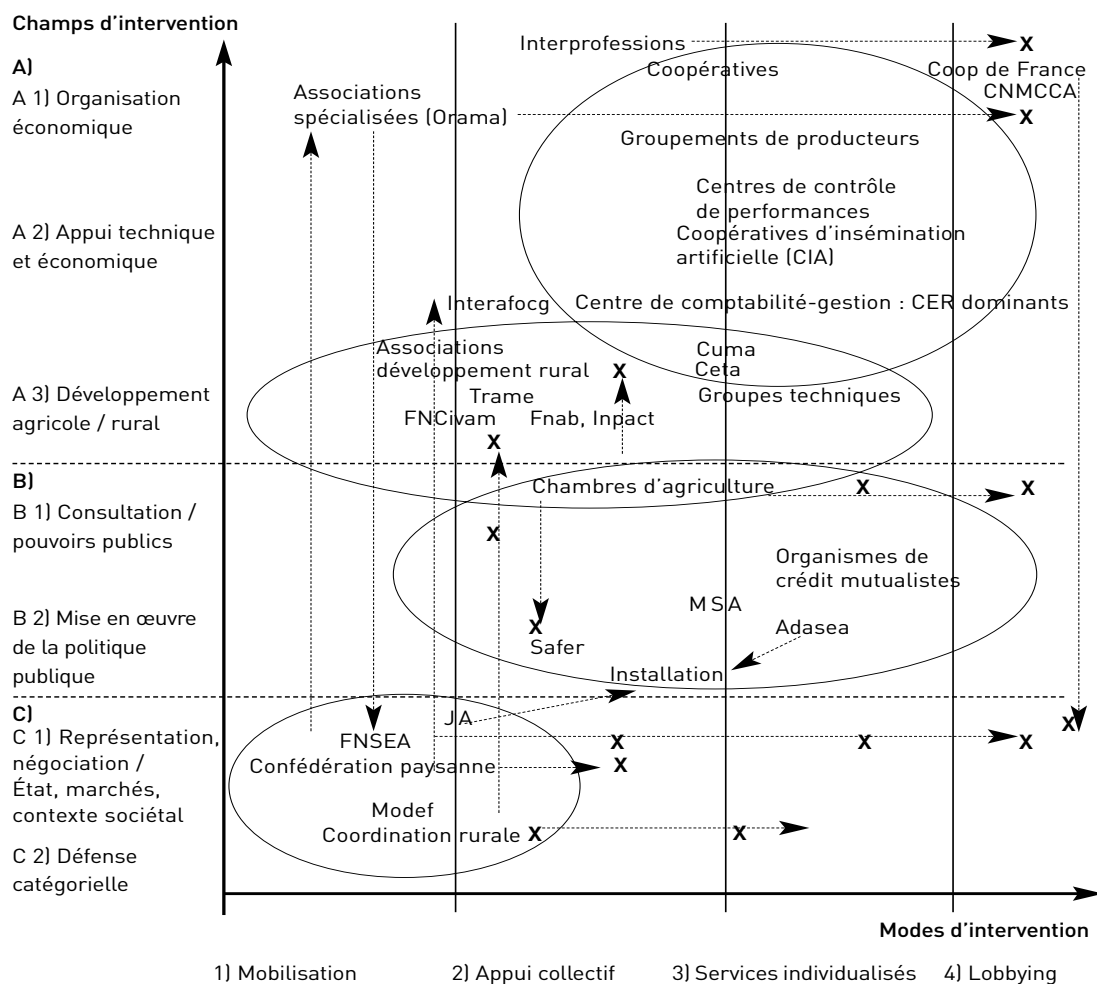 Champs d'intervention
Interprofessions
X
A)
Coopératives
Coop de France
CNMCCA
A 1) Organisation
économique
Associations
spécialisées (Orama)
X
Groupements de producteurs
Centres de contrôle
de performances
A 2) Appui technique
et économique
Coopératives d'insémination
artificielle (CIA)
Interafocg
Centre de comptabilité-gestion : CER dominants
Associations
développement rural
X
Cuma
Ceta
A 3) Développement
agricole / rural
Trame
Groupes techniques
FNCivam
Fnab, Inpact
X
B)
Chambres d'agriculture
X
X
B 1) Consultation /
pouvoirs publics
X
Organismes de
crédit mutualistes
MSA
B 2) Mise en œuvre
de la politique
publique
X
Safer
Adasea
Installation
C)
JA
X
C 1) Représentation,
négociation /
État, marchés,
contexte sociétal
FNSEA
X
X
X
Confédération paysanne
X
Modef
Coordination rurale
X
X
C 2) Défense
catégorielle
Modes d'intervention
1) Mobilisation
2) Appui collectif
3) Services individualisés
4) Lobbying